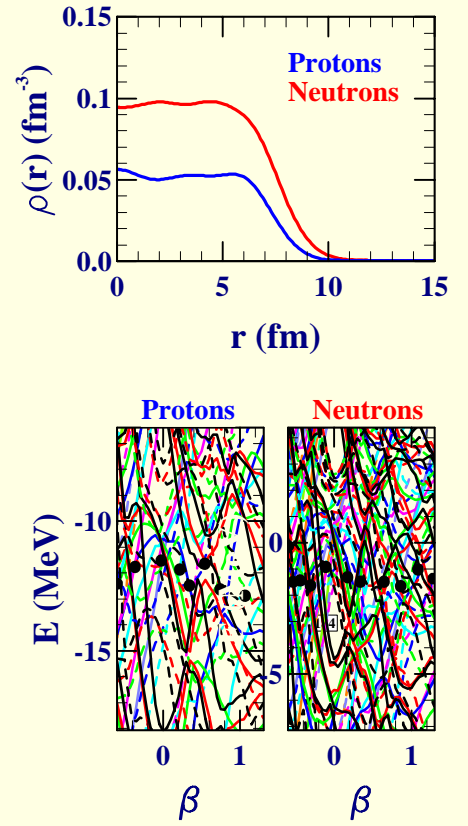 0.15
0.1
0.05
0.0
ρ(r) (fm⁻³)
Protons
Neutrons
0 5 10 15
r (fm)
Protons Neutrons
E (MeV)
-10
-15
0
-5
0 1 0 1
β β